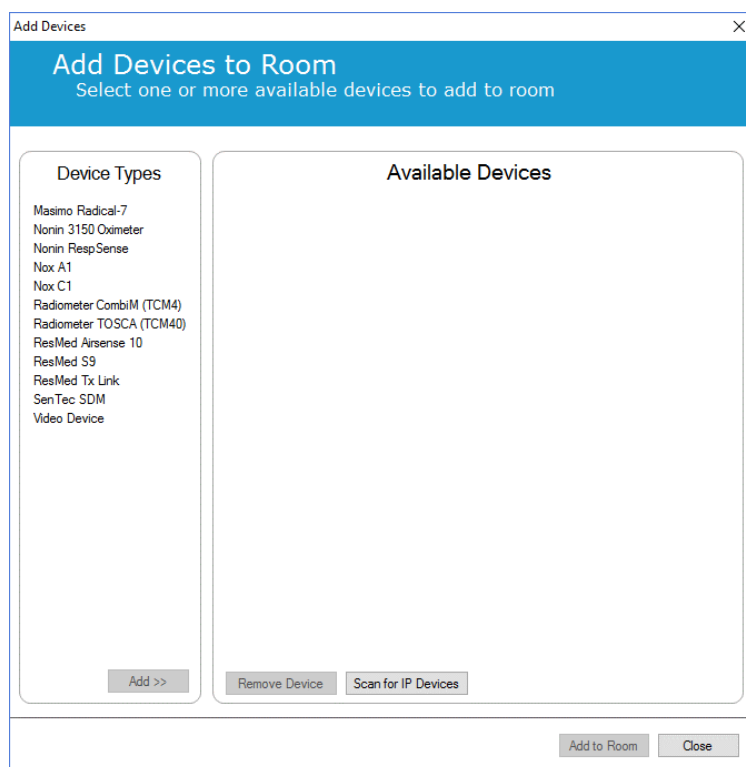 Add Devices
Add Devices to Room
Select one or more available devices to add to room
Device Types
Masimo Radical-7
Nonin 3150 Oximeter
Nonin RespSense
Nox A1
Nox C1
Radiometer CombiM (TCM4)
Radiometer TOSCA (TCM40)
ResMed Airsense 10
ResMed S9
ResMed Tx Link
SenTec SDM
Video Device
Add >>
Available Devices
Remove Device
Scan for IP Devices
Add to Room
Close